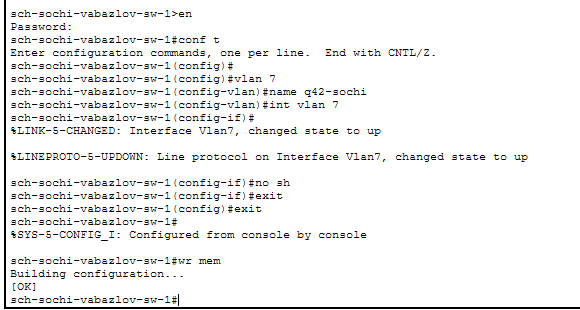 sch-sochi-vabazlov-sw-1>en
Password:
sch-sochi-vabazlov-sw-1#conf t
Enter configuration commands, one per line.  End with CNTL/Z.
sch-sochi-vabazlov-sw-1(config)#
sch-sochi-vabazlov-sw-1(config)#vlan 7
sch-sochi-vabazlov-sw-1(config-vlan)#name q42-sochi
sch-sochi-vabazlov-sw-1(config-vlan)#int vlan 7
sch-sochi-vabazlov-sw-1(config-if)#
%LINK-5-CHANGED: Interface Vlan7, changed state to up
%LINEPROTO-5-UPDOWN: Line protocol on Interface Vlan7, changed state to up
sch-sochi-vabazlov-sw-1(config-if)#no sh
sch-sochi-vabazlov-sw-1(config-if)#exit
sch-sochi-vabazlov-sw-1(config)#exit
sch-sochi-vabazlov-sw-1#
%SYS-5-CONFIG_I: Configured from console by console
sch-sochi-vabazlov-sw-1#wr mem
Building configuration...
[OK]
sch-sochi-vabazlov-sw-1#